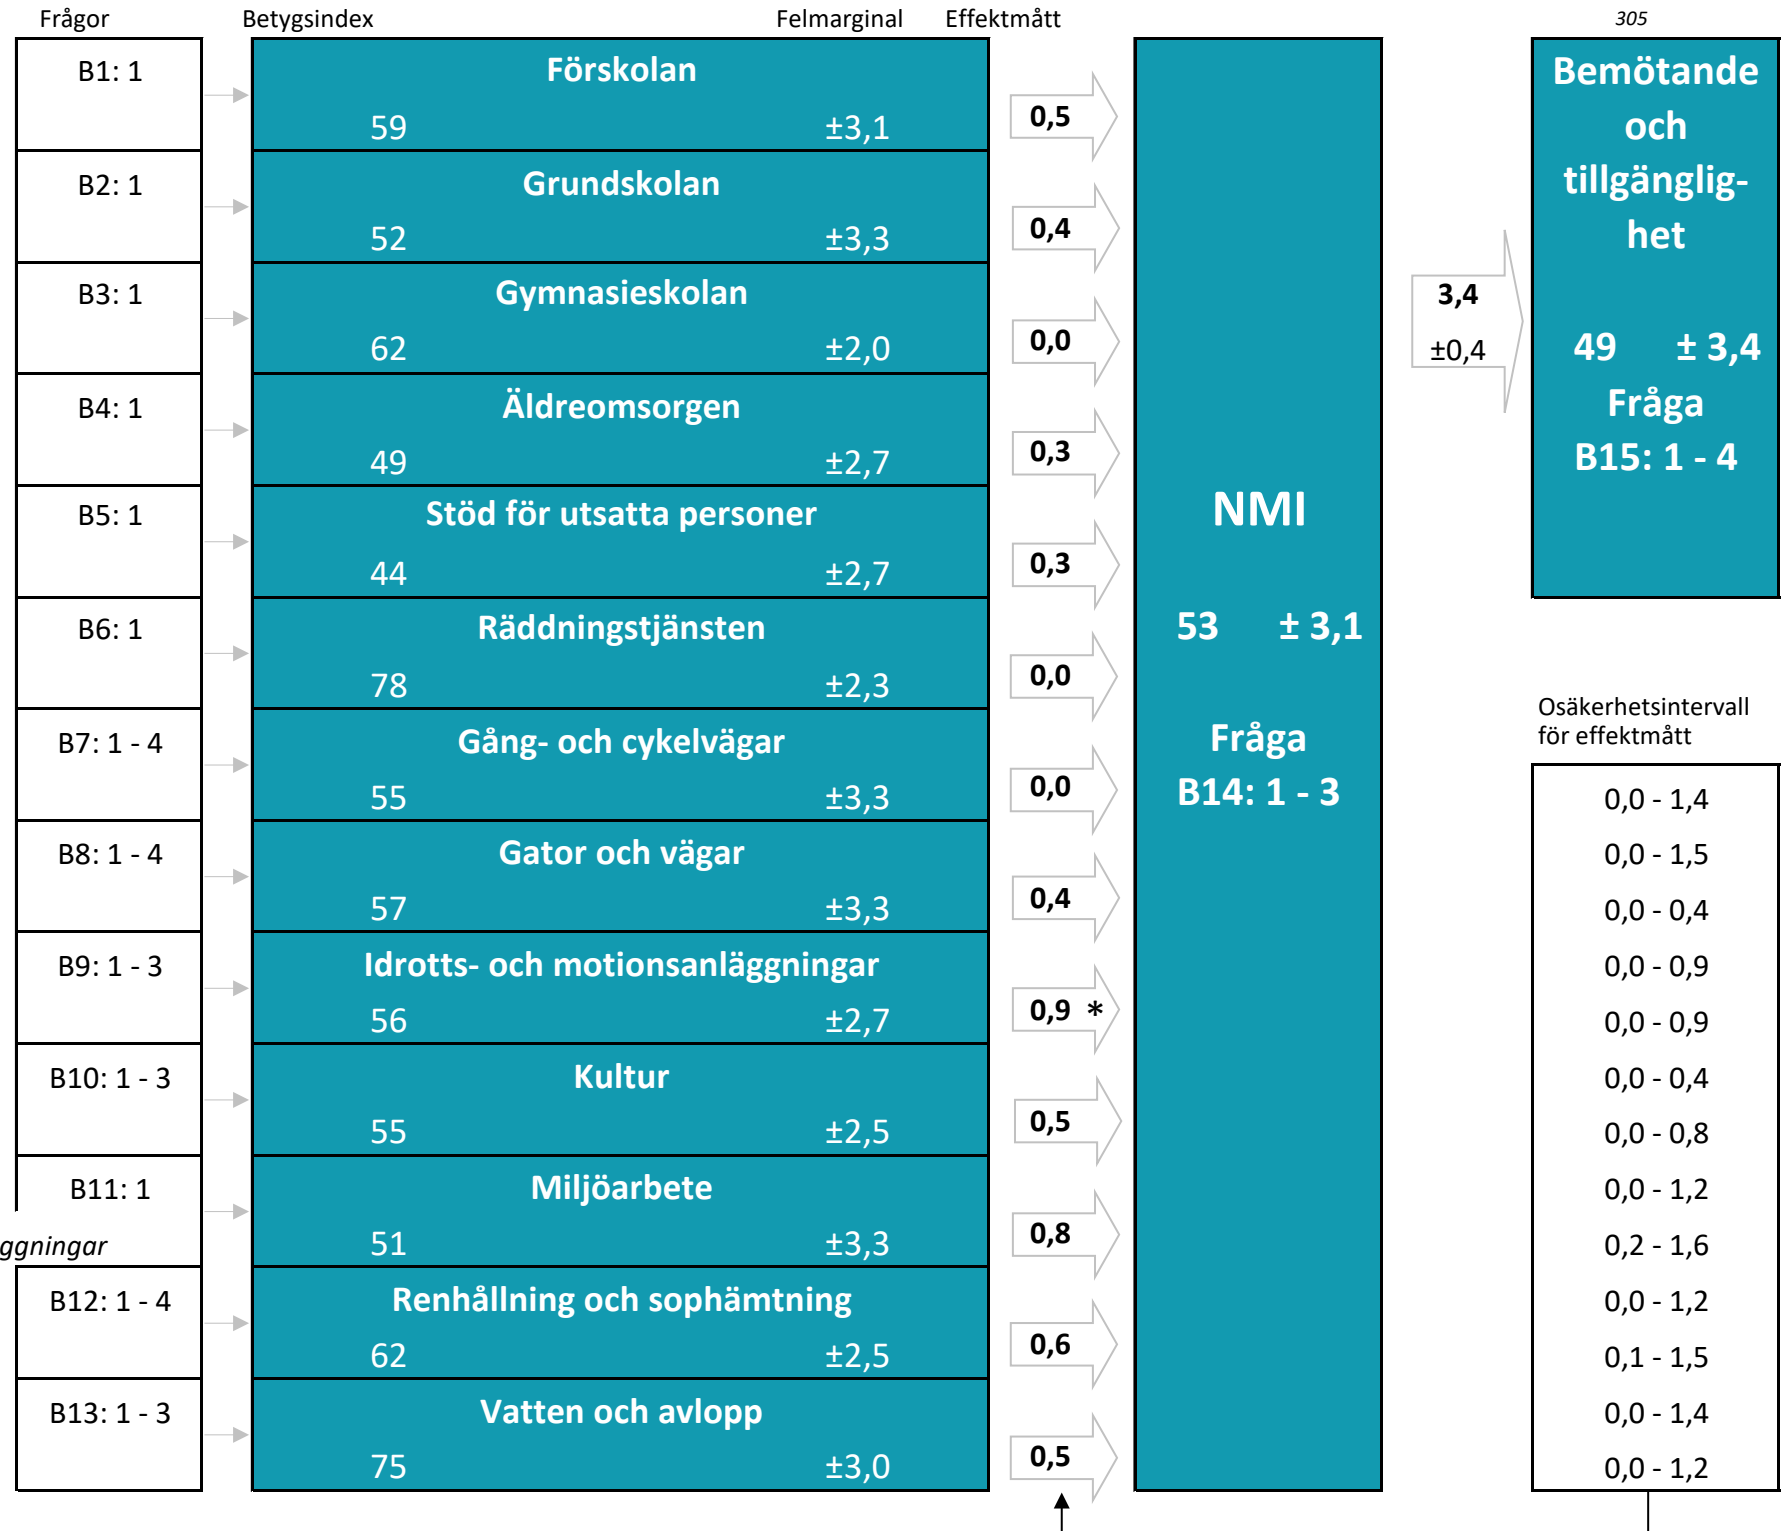 Frågor Betygsindex Felmarginal Effektmått 305
B1: 1
Förskolan
59 ±3,1
0,5
B2: 1
Grundskolan
52 ±3,3
0,4
B3: 1
Gymnasieskolan
62 ±2,0
0,0
B4: 1
Äldreomsorgen
49 ±2,7
0,3
B5: 1
Stöd för utsatta personer
44 ±2,7
0,3
B6: 1
Räddningstjänsten
78 ±2,3
0,0
B7: 1 - 4
Gång- och cykelvägar
55 ±3,3
0,0
B8: 1 - 4
Gator och vägar
57 ±3,3
0,4
B9: 1 - 3
Idrotts- och motionsanläggningar
56 ±2,7
0,9 *
B10: 1 - 3
Kultur
55 ±2,5
0,5
B11: 1
ggningar
Miljöarbete
51 ±3,3
0,8
B12: 1 - 4
Renhållning och sophämtning
62 ±2,5
0,6
B13: 1 - 3
Vatten och avlopp
75 ±3,0
0,5
NMI
53 ± 3,1
Fråga
B14: 1 - 3
3,4
±0,4
Bemötande
och
tillgänglig-
het
49 ± 3,4
Fråga
B15: 1 - 4
Osäkerhetsintervall
för effektmått
0,0 - 1,4
0,0 - 1,5
0,0 - 0,4
0,0 - 0,9
0,0 - 0,9
0,0 - 0,4
0,0 - 0,8
0,0 - 1,2
0,2 - 1,6
0,0 - 1,2
0,1 - 1,5
0,0 - 1,4
0,0 - 1,2